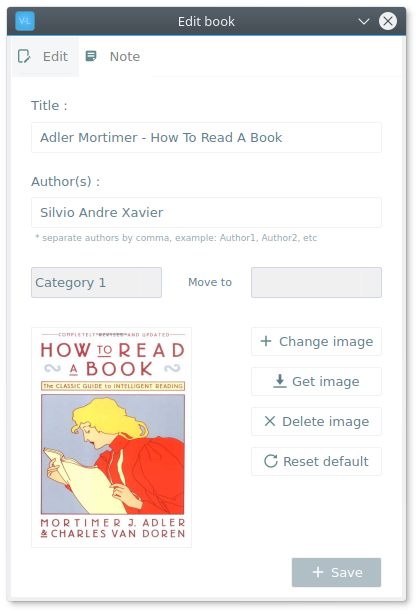 V-L
Edit book
Edit
Note
Title :
Adler Mortimer - How To Read A Book
Author(s) :
Silvio Andre Xavier
* separate authors by comma, example: Author1, Author2, etc
Category 1
Move to
COMPLETELY REVISED AND UPDATED
HOW TO READ
A BOOK
The CLASSIC GUIDE to INTELLIGENT READING
MORTIMER J. ADLER
& CHARLES VAN DOREN
+ Change image
Get image
Delete image
Reset default
+ Save